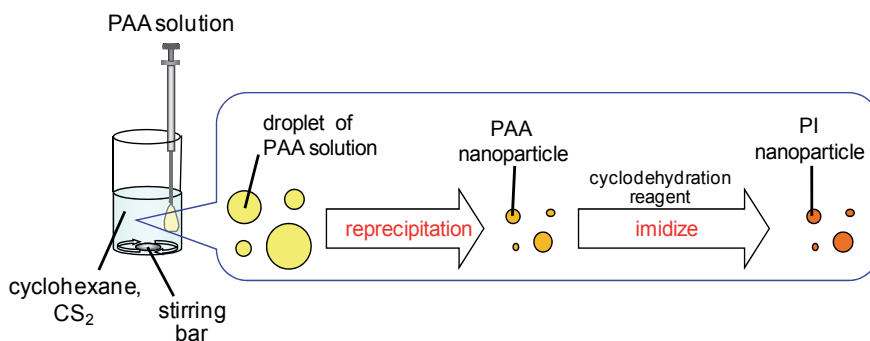 PAA solution
droplet of
PAA solution
PAA
nanoparticle
PI
nanoparticle
cyclodehydration
reagent
reprecipitation
imidize
cyclohexane,
CS2
stirring
bar